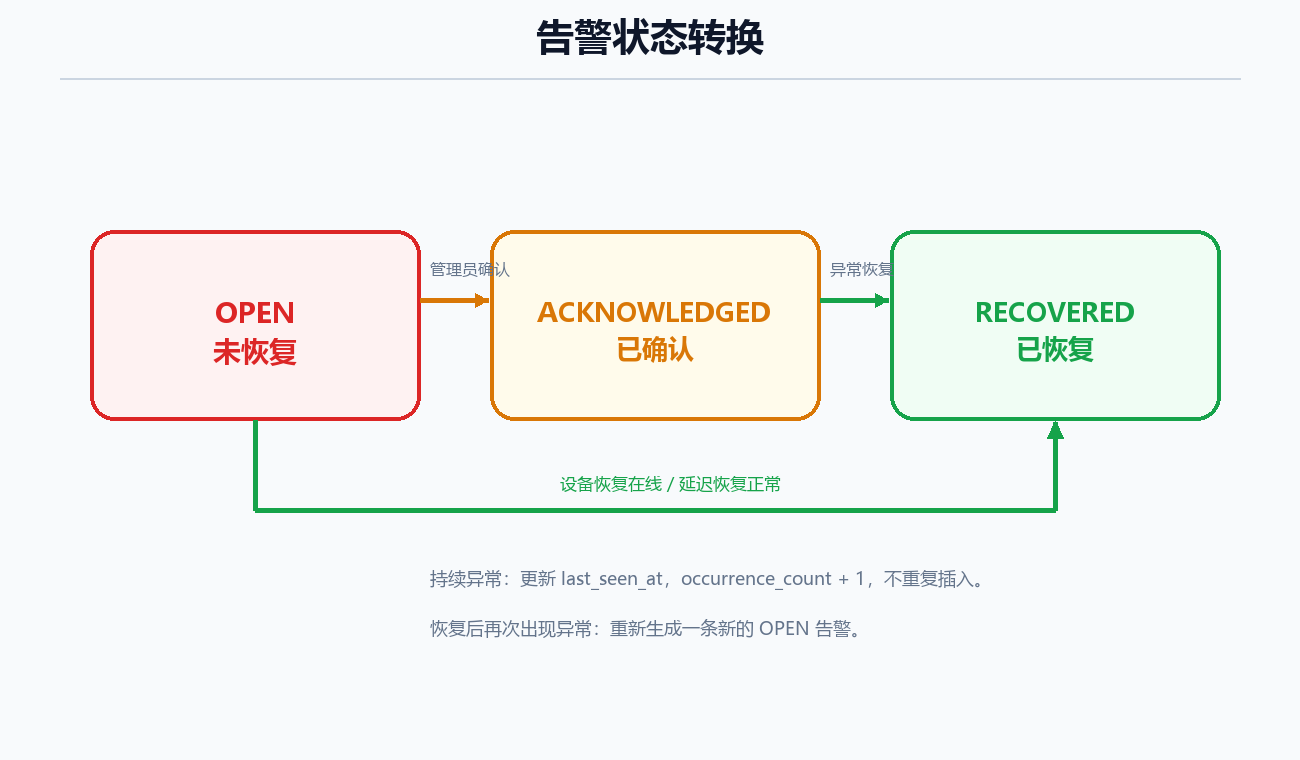 告警状态转换
管理员确认
异常恢复
OPEN
未恢复
ACKNOWLEDGED
已确认
RECOVERED
已恢复
设备恢复在线 / 延迟恢复正常
持续异常：更新 last_seen_at，occurrence_count + 1，不重复插入。
恢复后再次出现异常：重新生成一条新的 OPEN 告警。